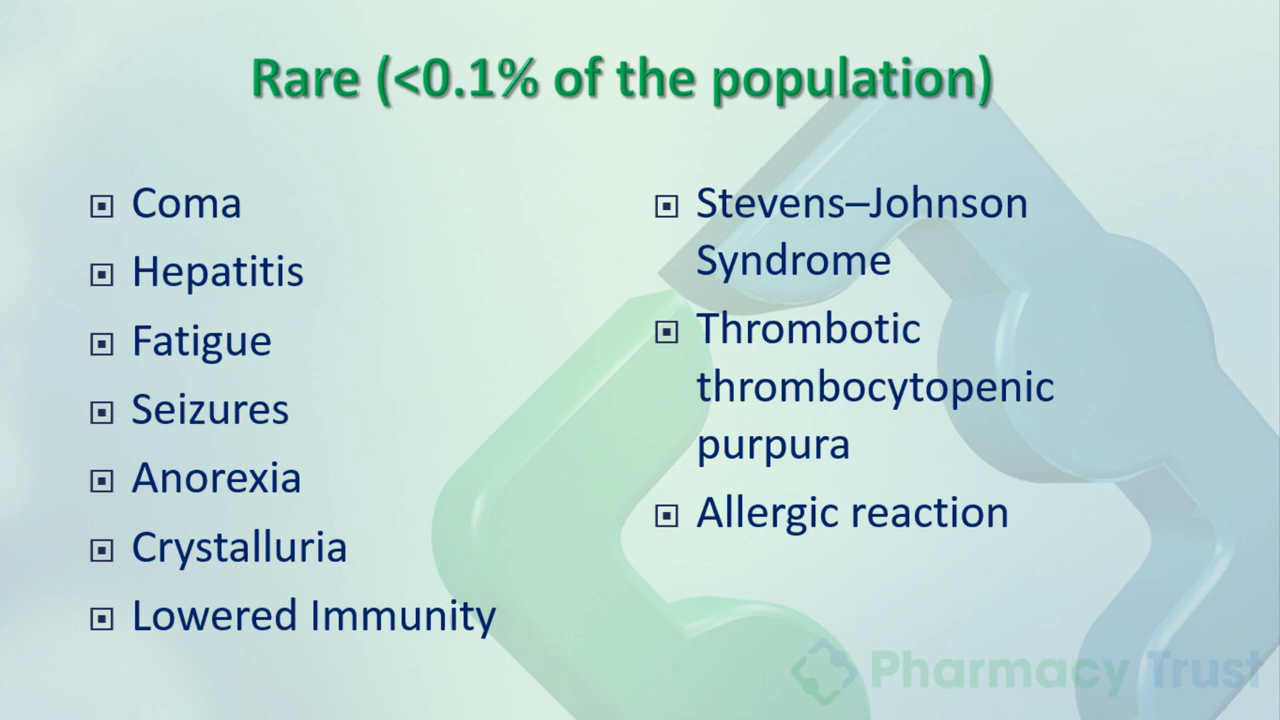 Rare (<0.1% of the population)
Coma
Hepatitis
Fatigue
Seizures
Anorexia
Crystalluria
Lowered Immunity
Stevens–Johnson
Syndrome
Thrombotic
thrombocytopenic
purpura
Allergic reaction
Pharmacy Trust